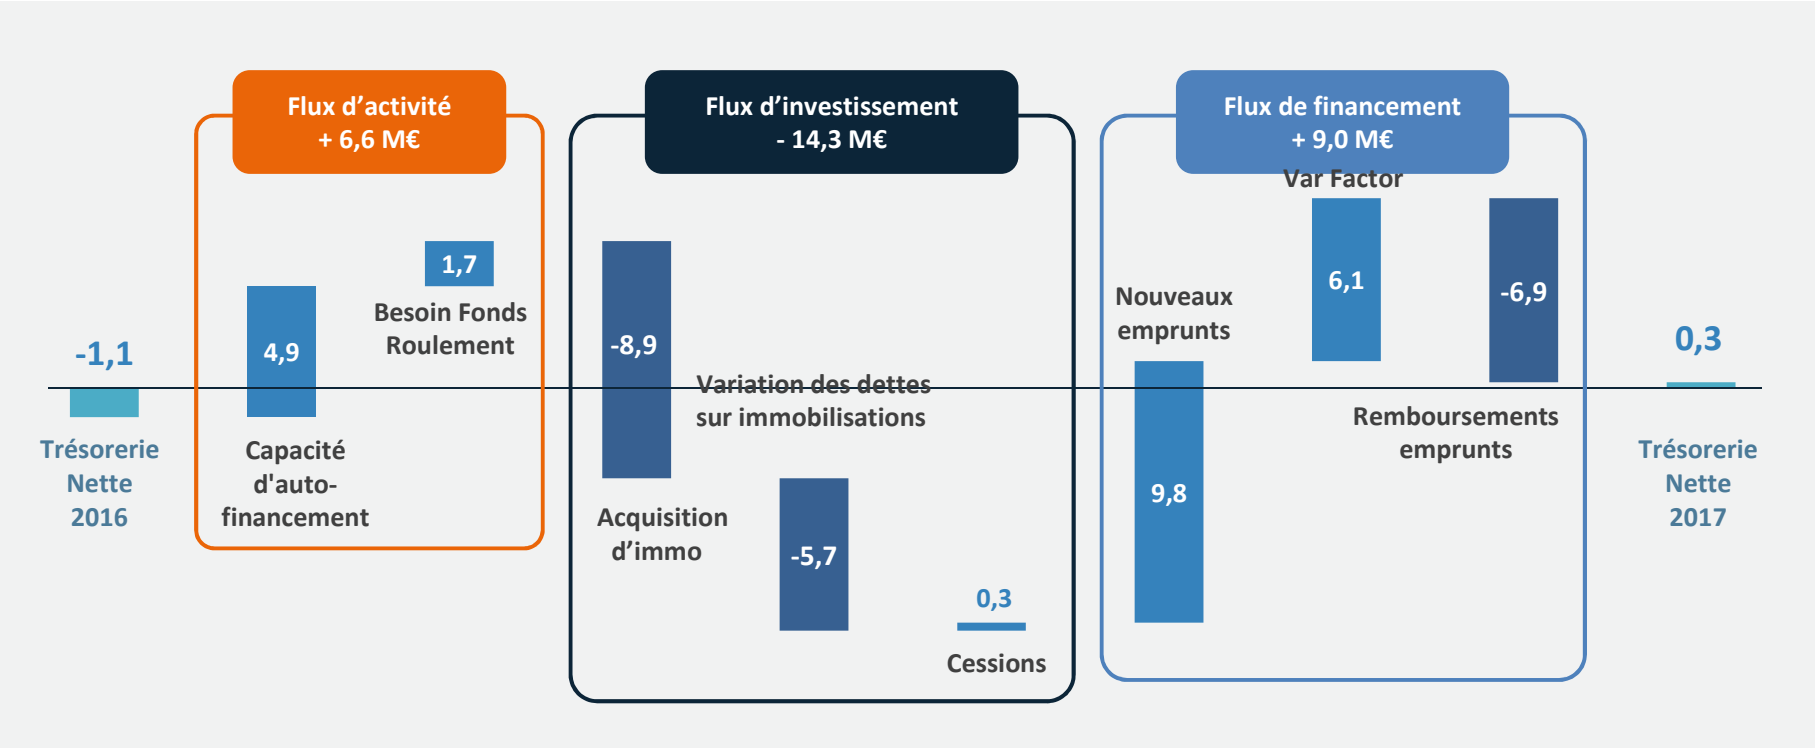 Flux d’activité
+ 6,6 M€
Flux d’investissement
- 14,3 M€
Flux de financement
+ 9,0 M€
-1,1
Trésorerie
Nette
2016
4,9
Capacité
d'auto-
financement
1,7
Besoin Fonds
Roulement
-8,9
Acquisition
d’immo
Variation des dettes
sur immobilisations
-5,7
0,3
Cessions
Nouveaux
emprunts
9,8
Var Factor
6,1
-6,9
Remboursements
emprunts
0,3
Trésorerie
Nette
2017